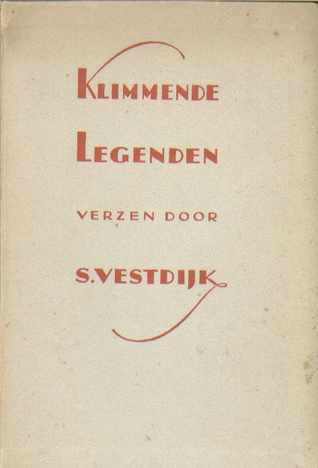 KLIMMENDE
LEGENDEN
VERZEN DOOR
S. VESTDIJK